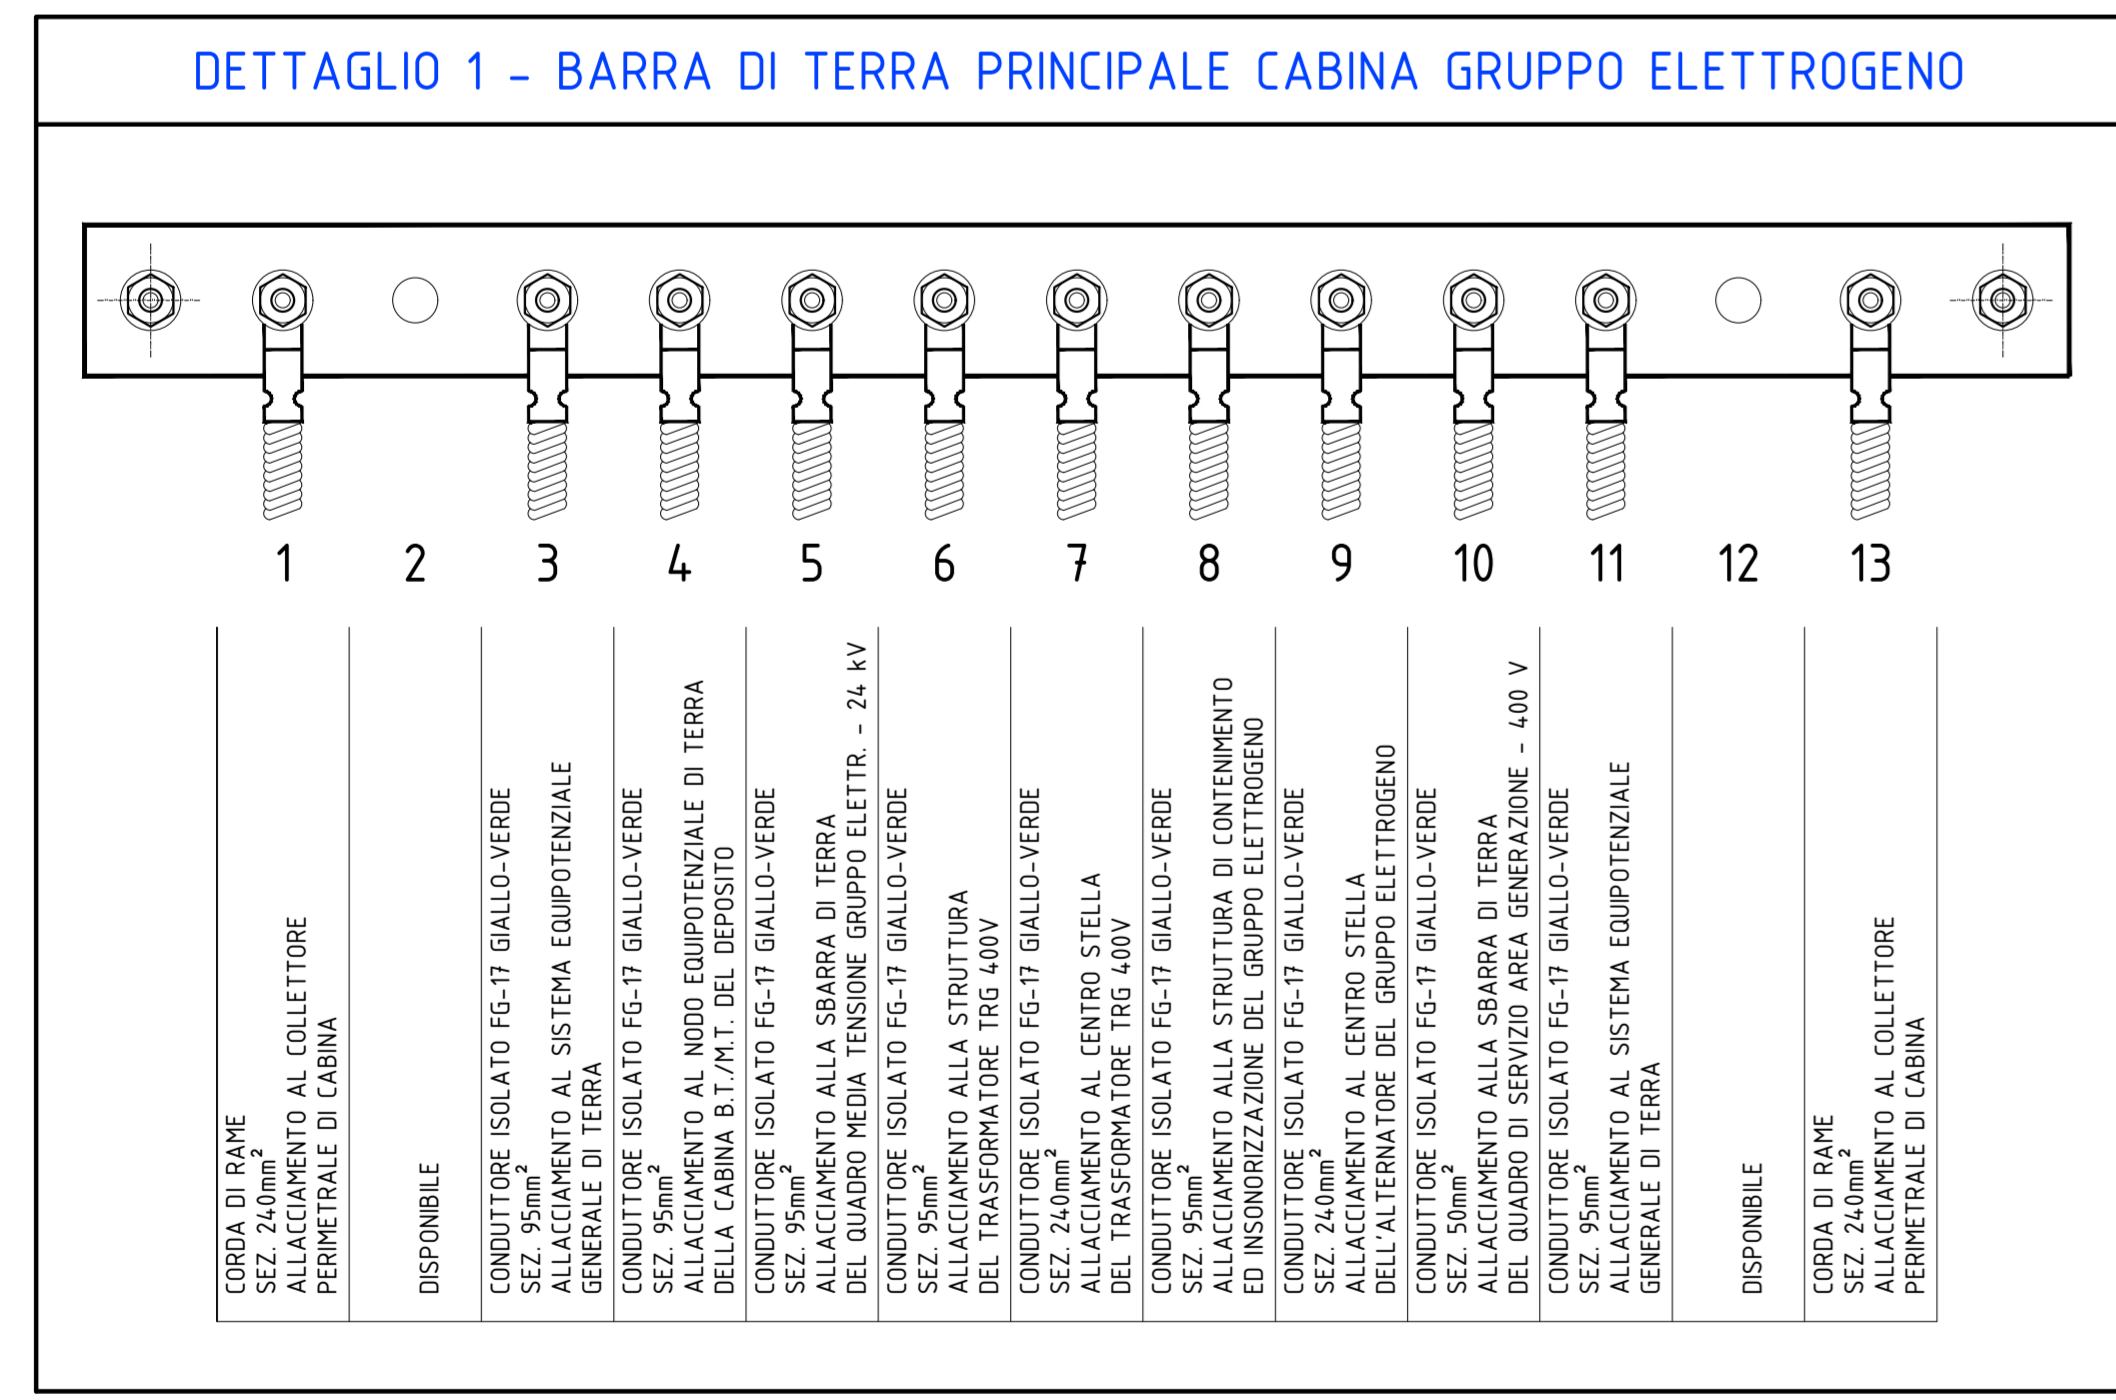 DETTAGLIO 1 - BARRA DI TERRA PRINCIPALE CABINA GRUPPO ELETTROGENO
1
2
3
4
5
6
7
8
9
10
11
12
13
CORDA DI RAME
SEZ. 240mm²
ALLACCIAMENTO AL COLLETTORE
PERIMETRALE DI CABINA
DISPONIBILE
CONDUTTORE ISOLATO FG-17 GIALLO-VERDE
SEZ. 95mm²
ALLACCIAMENTO AL SISTEMA EQUIPOTENZIALE
GENERALE DI TERRA
CONDUTTORE ISOLATO FG-17 GIALLO-VERDE
SEZ. 95mm²
ALLACCIAMENTO AL NODO EQUIPOTENZIALE DI TERRA
DELLA CABINA B.T./M.T. DEL DEPOSITO
CONDUTTORE ISOLATO FG-17 GIALLO-VERDE
SEZ. 95mm²
ALLACCIAMENTO ALLA SBARRA DI TERRA
DEL QUADRO MEDIA TENSIONE GRUPPO ELETTR. - 24 kV
CONDUTTORE ISOLATO FG-17 GIALLO-VERDE
SEZ. 95mm²
ALLACCIAMENTO ALLA STRUTTURA
DEL TRASFORMATORE TRG 400V
CONDUTTORE ISOLATO FG-17 GIALLO-VERDE
SEZ. 240mm²
ALLACCIAMENTO AL CENTRO STELLA
DEL TRASFORMATORE TRG 400V
CONDUTTORE ISOLATO FG-17 GIALLO-VERDE
SEZ. 95mm²
ALLACCIAMENTO ALLA STRUTTURA DI CONTENIMENTO
ED INSONORIZZAZIONE DEL GRUPPO ELETTROGENO
CONDUTTORE ISOLATO FG-17 GIALLO-VERDE
SEZ. 240mm²
ALLACCIAMENTO AL CENTRO STELLA
DELL'ALTERNATORE DEL GRUPPO ELETTROGENO
CONDUTTORE ISOLATO FG-17 GIALLO-VERDE
SEZ. 50mm²
ALLACCIAMENTO ALLA SBARRA DI TERRA
DEL QUADRO DI SERVIZIO AREA GENERAZIONE - 400 V
CONDUTTORE ISOLATO FG-17 GIALLO-VERDE
SEZ. 95mm²
ALLACCIAMENTO AL SISTEMA EQUIPOTENZIALE
GENERALE DI TERRA
DISPONIBILE
CORDA DI RAME
SEZ. 240mm²
ALLACCIAMENTO AL COLLETTORE
PERIMETRALE DI CABINA